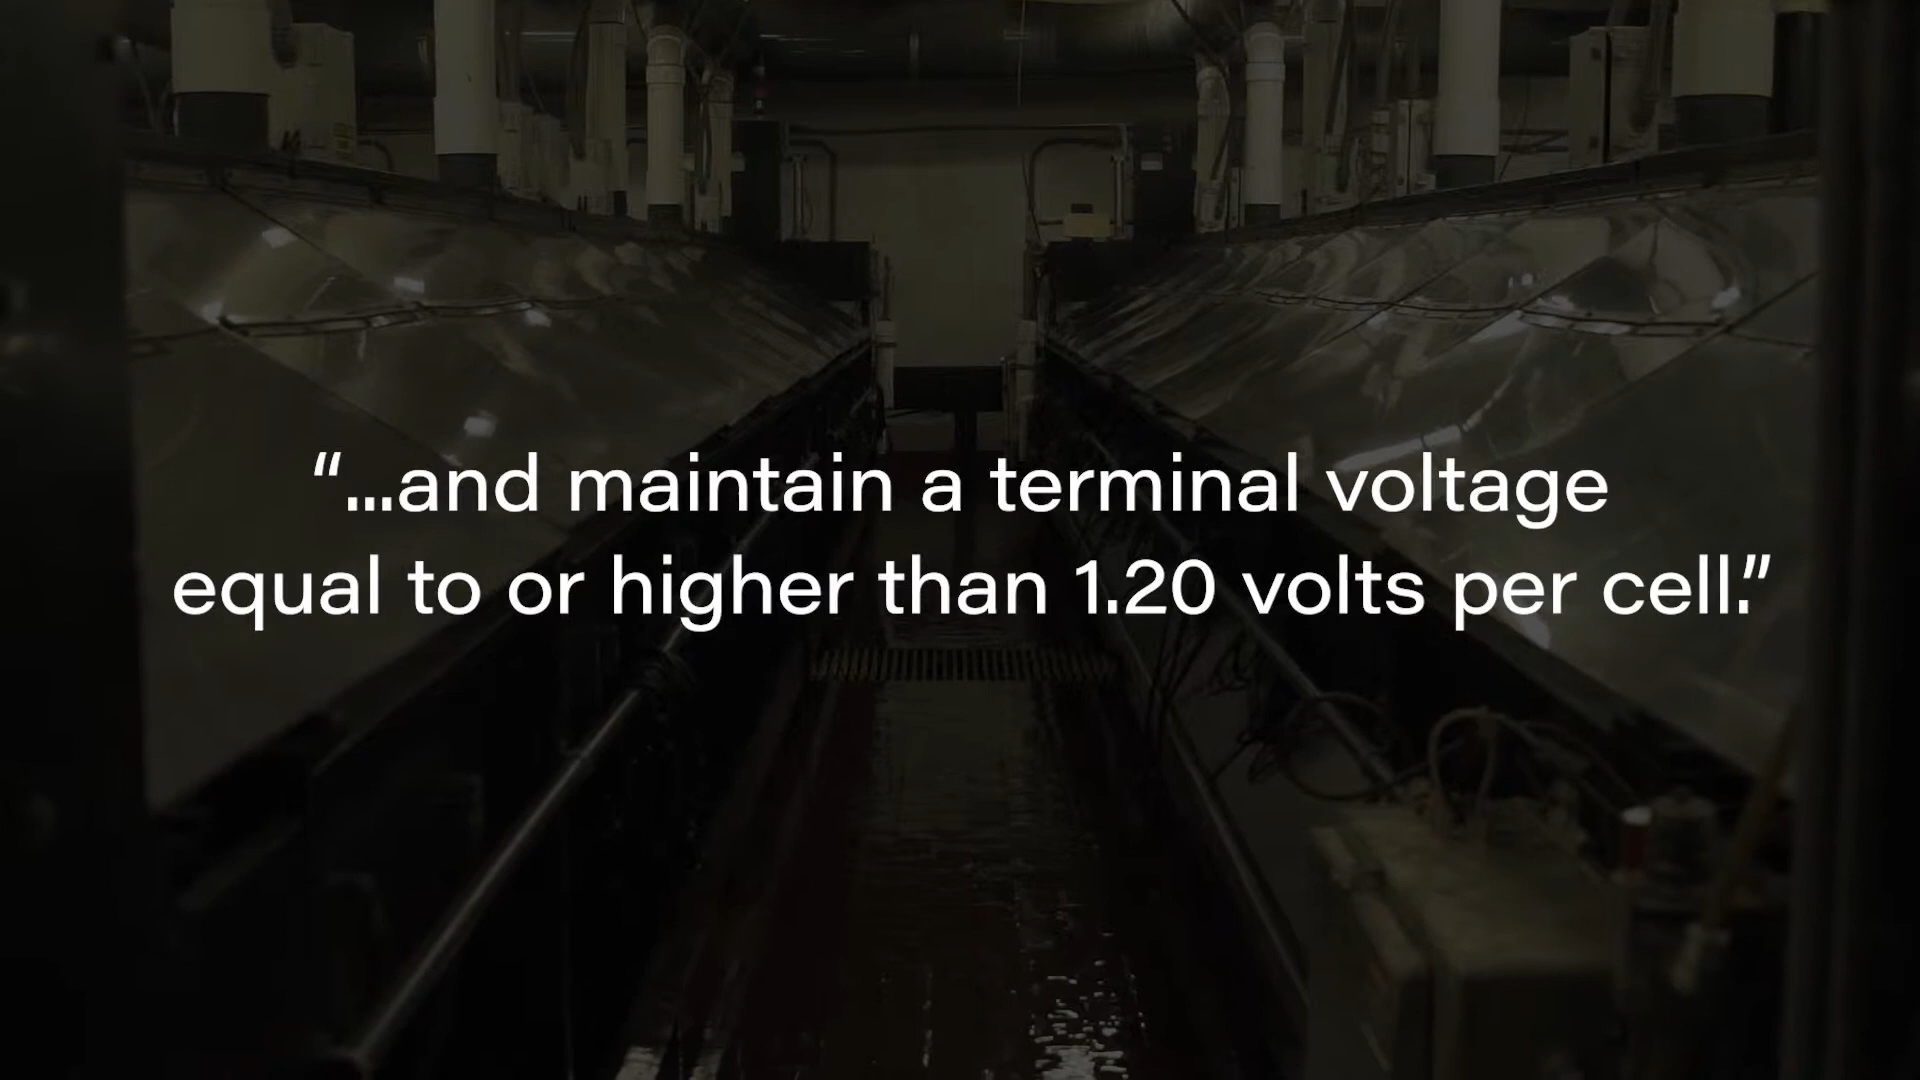 “...and maintain a terminal voltage
equal to or higher than 1.20 volts per cell.”